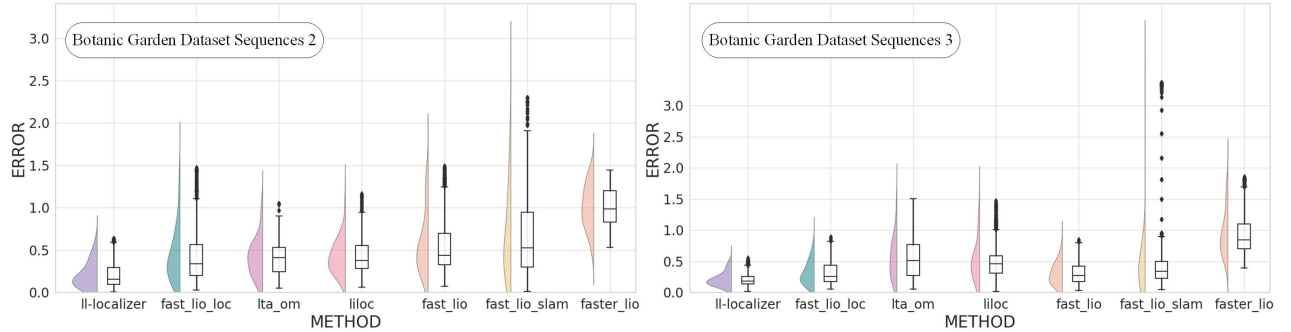 Botanic Garden Dataset Sequences 2
ERROR
3.0
2.5
2.0
1.5
1.0
0.5
0.0
ll-localizer fast_lio_loc lta_om liloc fast_lio fast_lio_slam faster_lio
METHOD
Botanic Garden Dataset Sequences 3
ERROR
3.0
2.5
2.0
1.5
1.0
0.5
0.0
ll-localizer fast_lio_loc lta_om liloc fast_lio fast_lio_slam faster_lio
METHOD